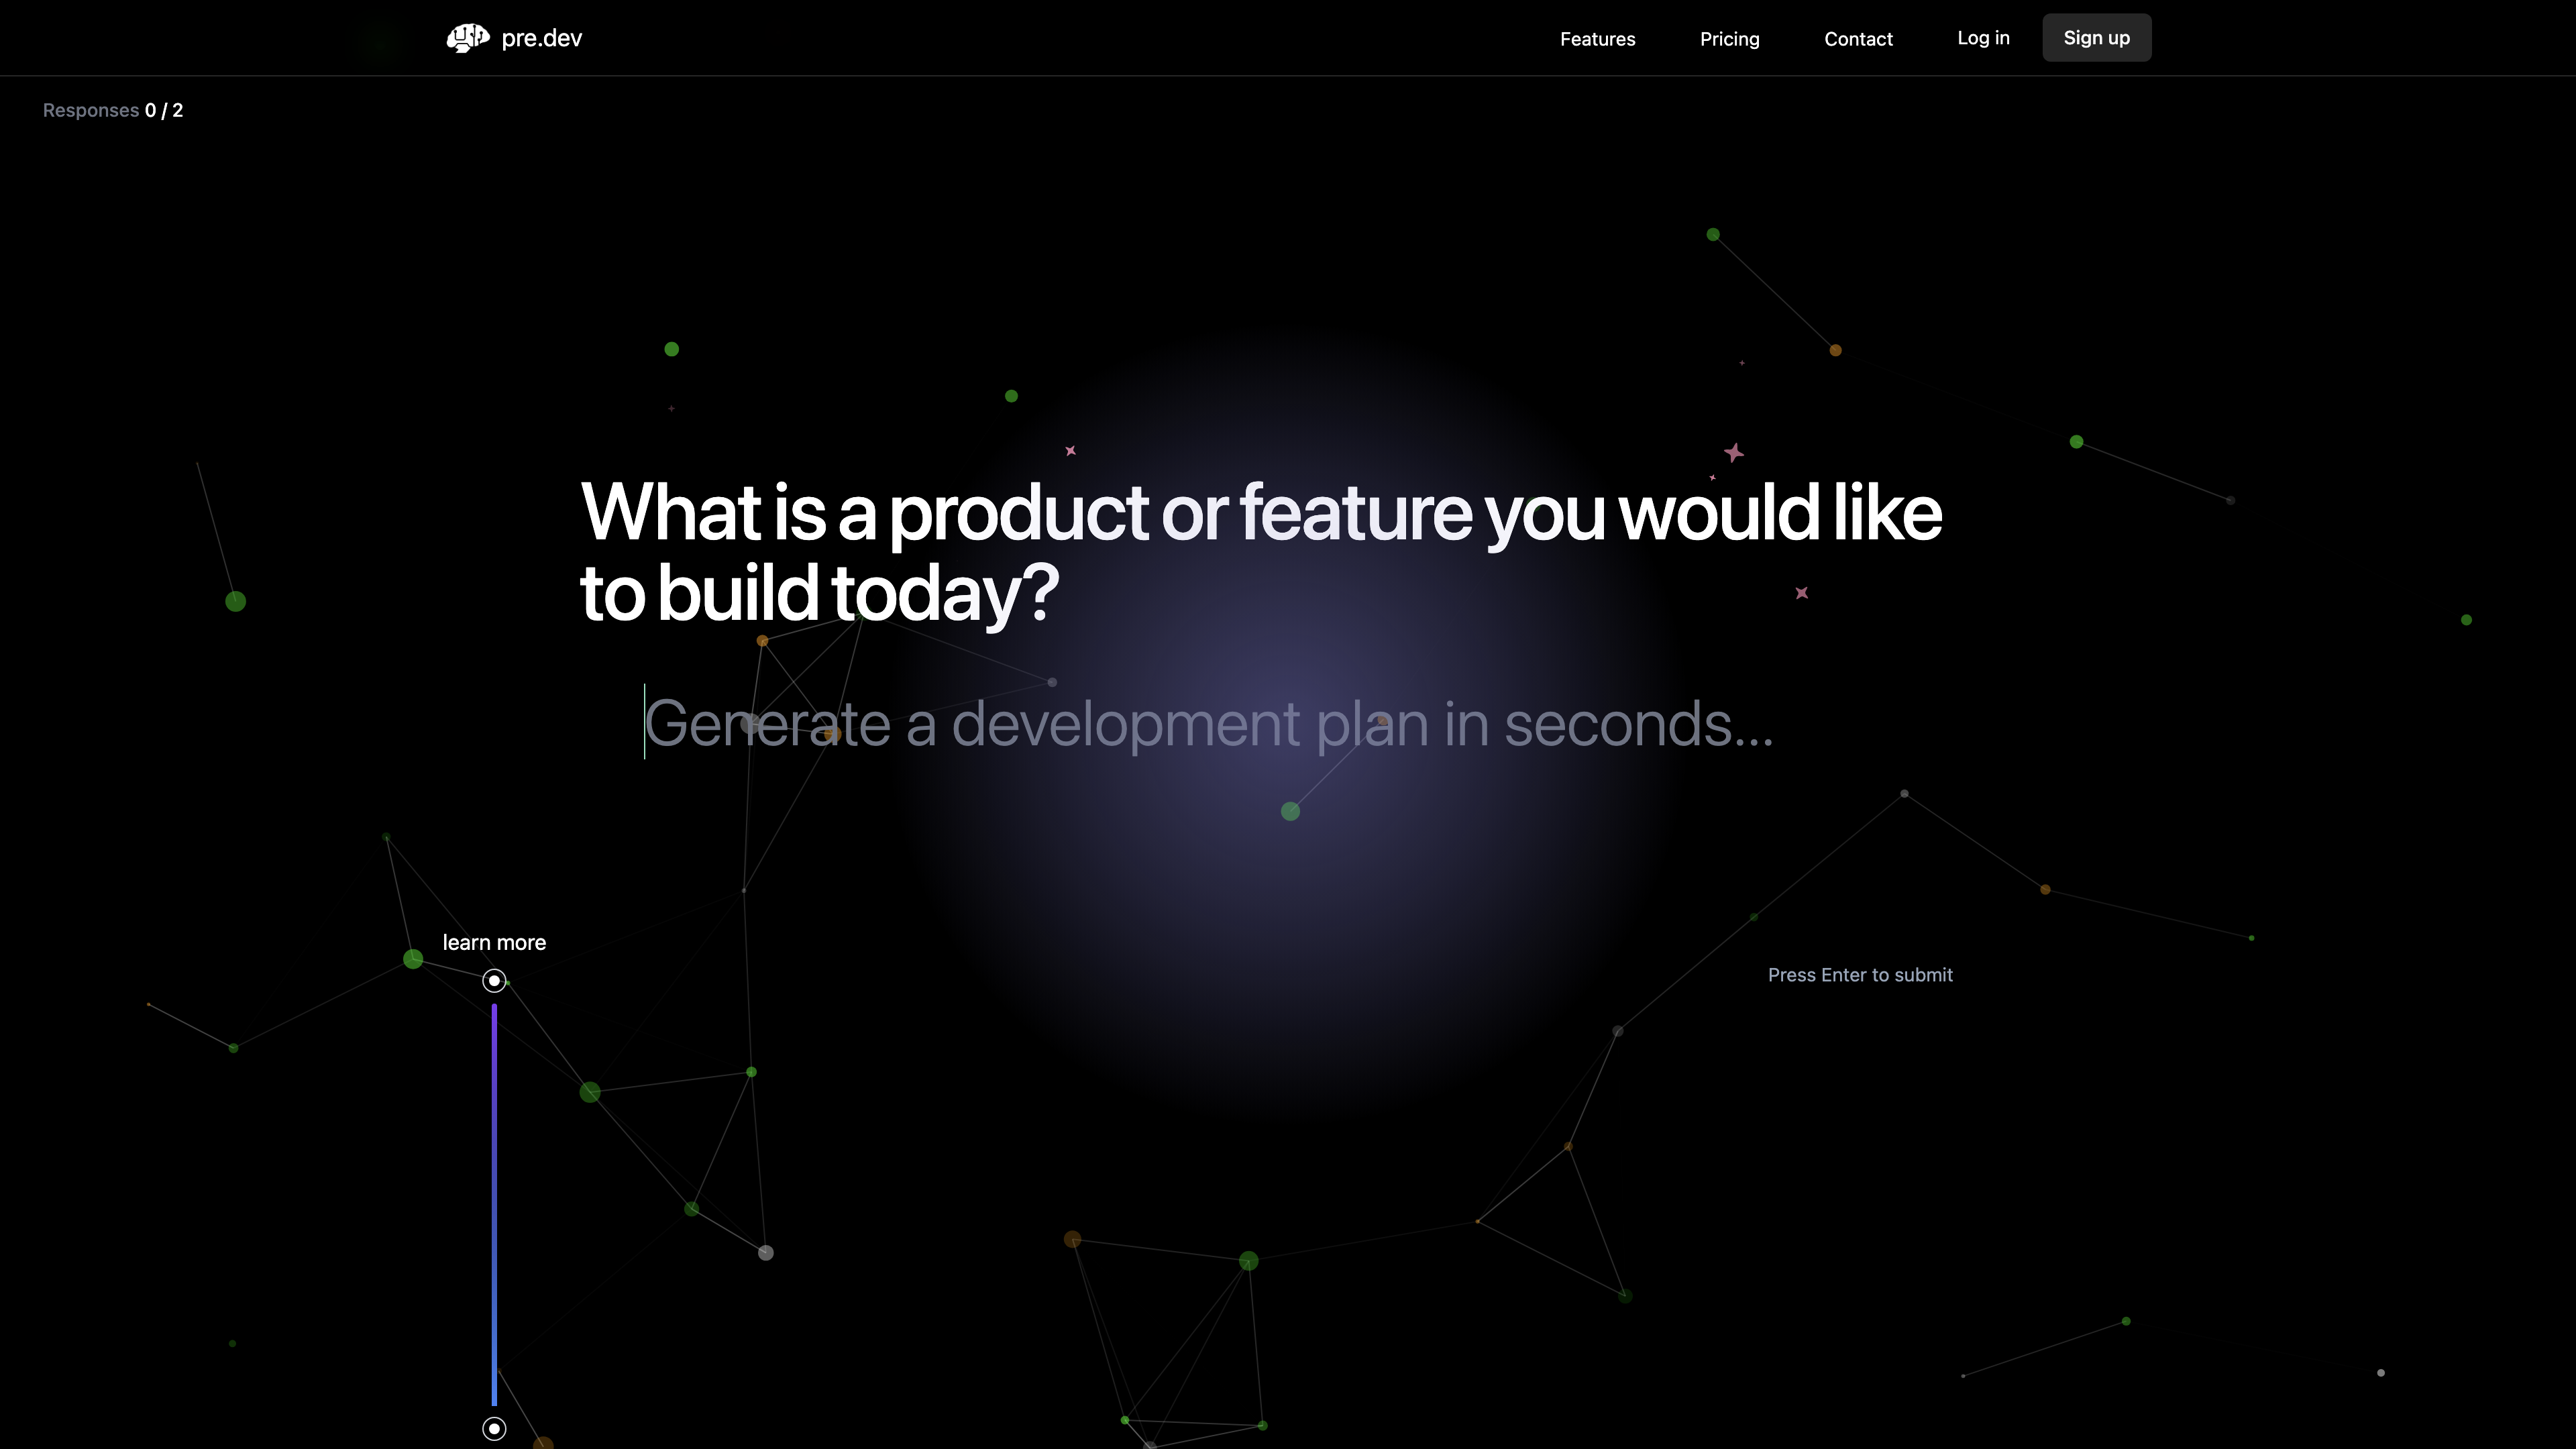 pre.dev
Features
Pricing
Contact
Log in
Sign up
Responses 0 / 2
What is a product or feature you would like
to build today?
Generate a development plan in seconds...
learn more
Press Enter to submit